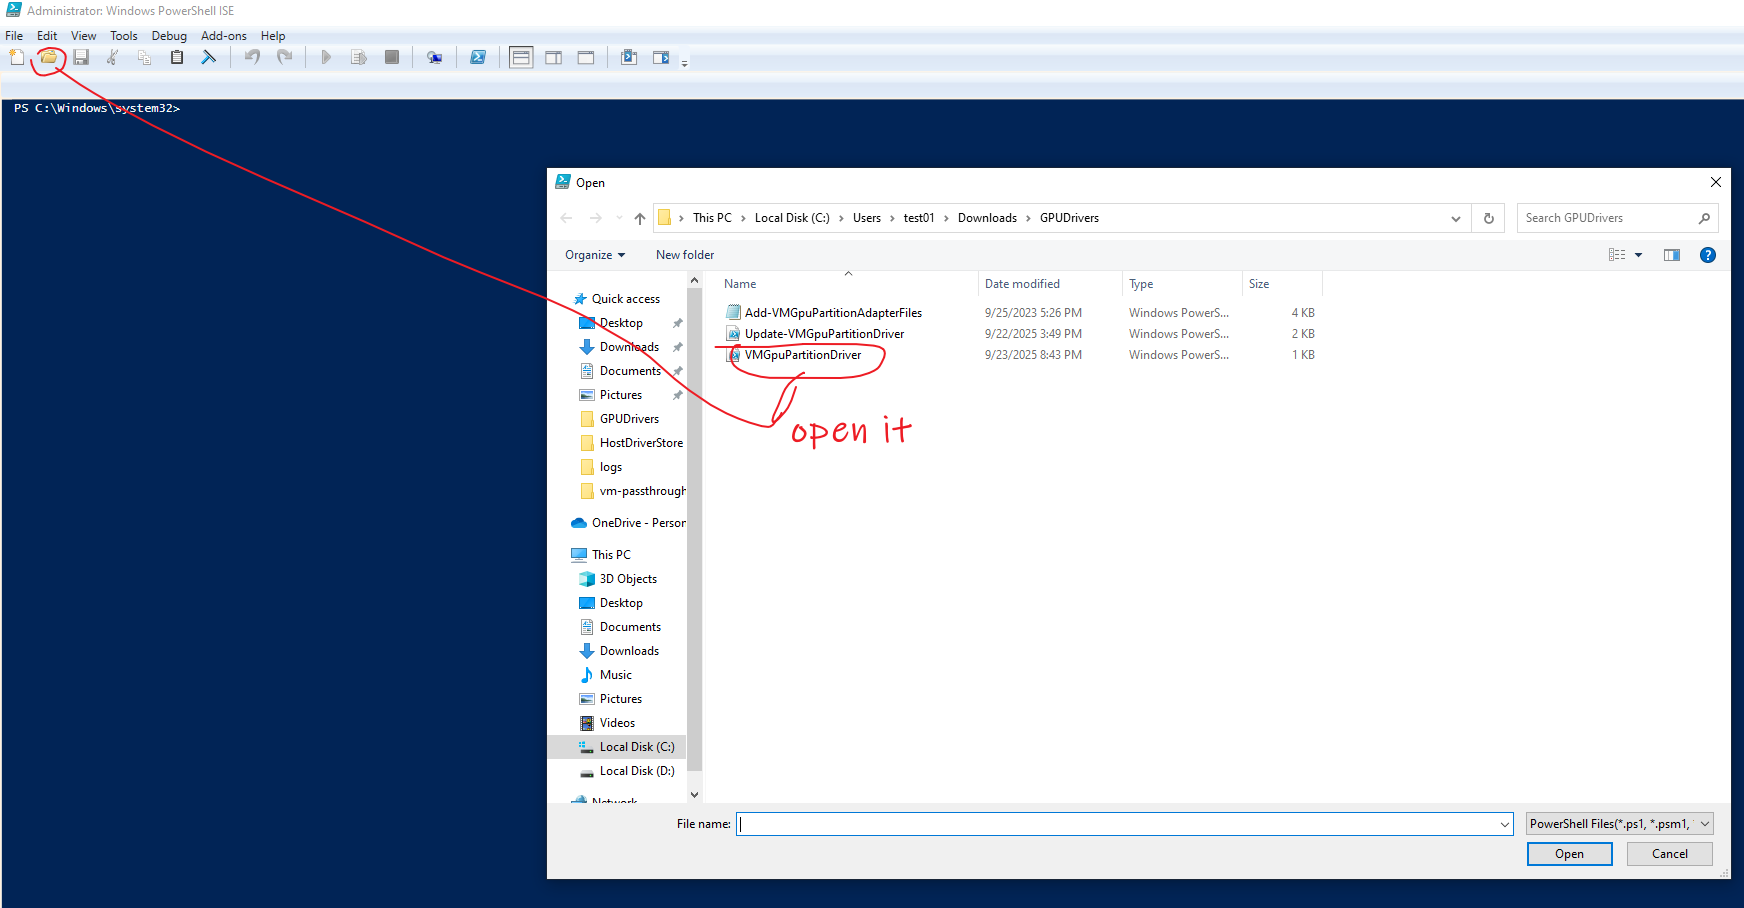 Administrator: Windows PowerShell ISE
File Edit View Tools Debug Add-ons Help
PS C:\Windows\system32>
Open
This PC > Local Disk (C:) > Users > test01 > Downloads > GPUDrivers
Search GPUDrivers
Organize New folder
Name Date modified Type Size
Add-VMGpuPartitionAdapterFiles 9/25/2023 5:26 PM Windows PowerS... 4 KB
Update-VMGpuPartitionDriver 9/22/2025 3:49 PM Windows PowerS... 2 KB
VMGpuPartitionDriver 9/23/2025 8:43 PM Windows PowerS... 1 KB
open it
Quick access
Desktop
Downloads
Documents
Pictures
GPUDrivers
HostDriverStore
logs
vm-passthrough
OneDrive - Person
This PC
3D Objects
Desktop
Documents
Downloads
Music
Pictures
Videos
Local Disk (C:)
Local Disk (D:)
Network
File name:
PowerShell Files(*.ps1, *.psm1,
Open Cancel